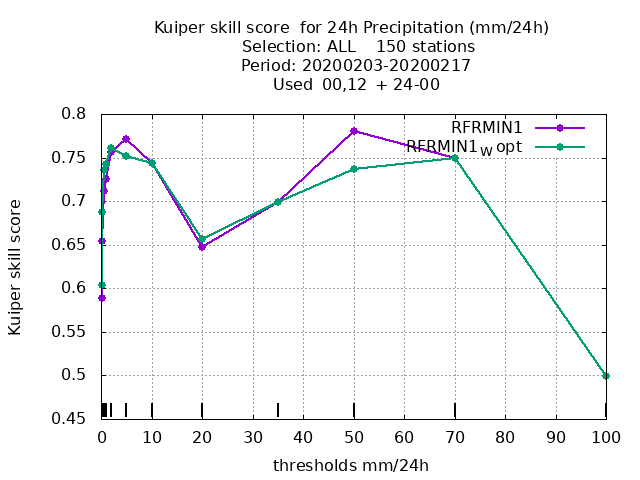 Kuiper skill score  for 24h Precipitation (mm/24h)
Selection: ALL    150 stations
Period: 20200203-20200217
Used  00,12  + 24-00
RFRMIN1
RFRMIN1W opt
0.8
0.75
0.7
0.65
0.6
0.55
0.5
0.45
Kuiper skill score
0 10 20 30 40 50 60 70 80 90 100
thresholds mm/24h